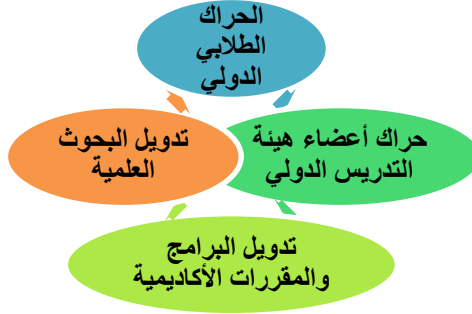 الحراك
الطلابي
الدولي
حراك أعضاء هيئة
التدريس الدولي
تدويل البحوث
العلمية
تدويل البرامج
والمقررات الأكاديمية